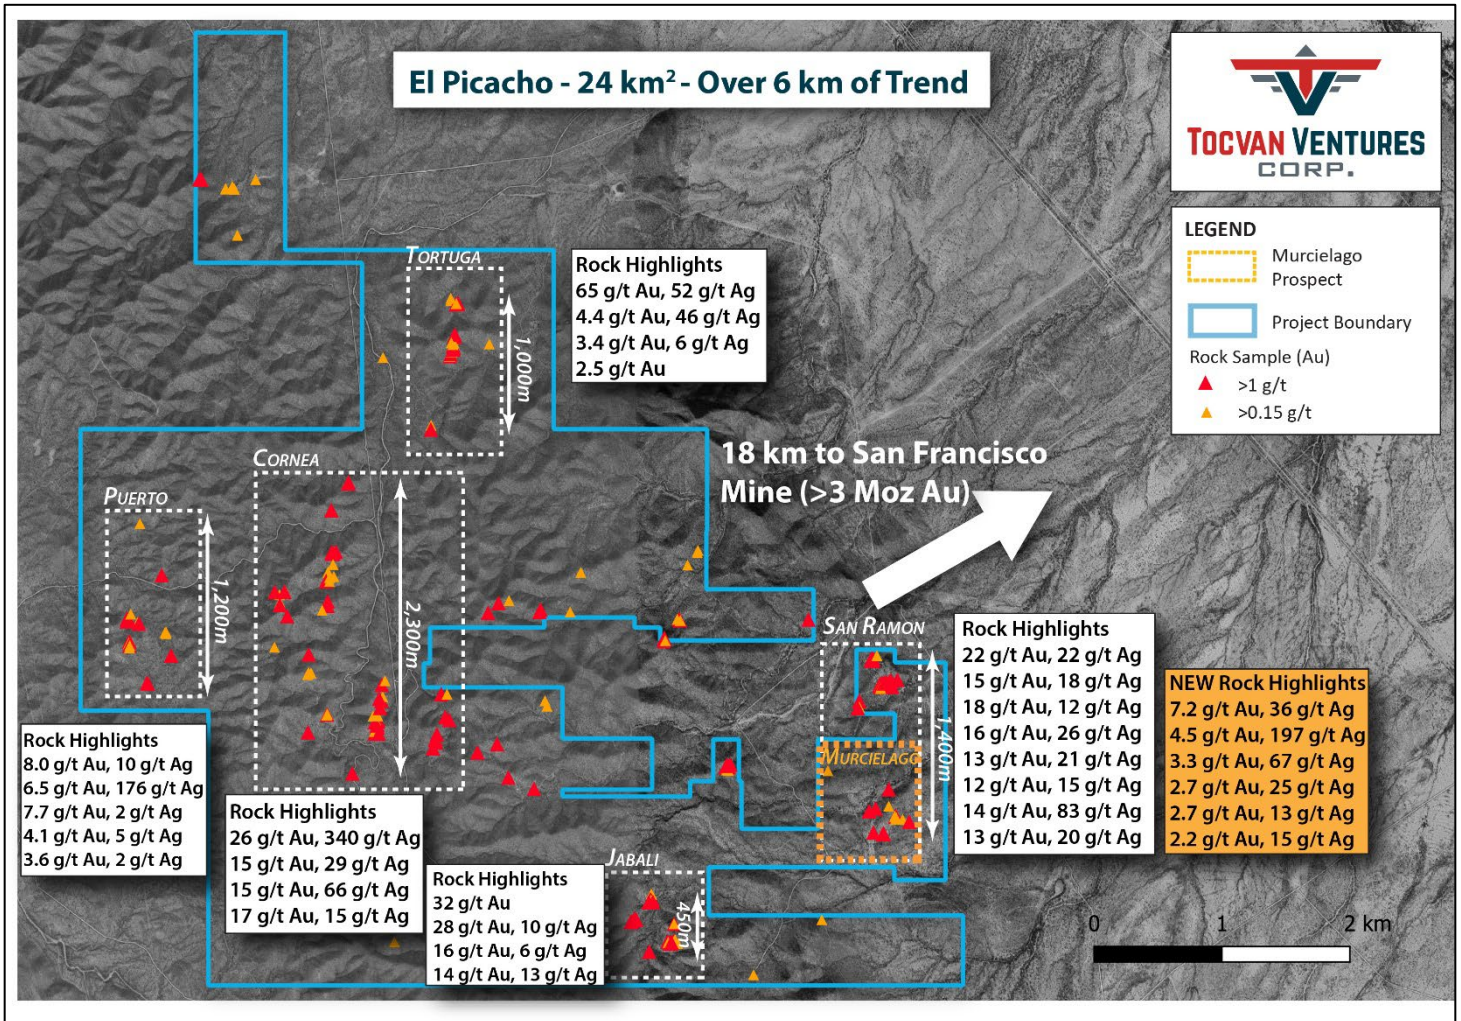 El Picacho - 24 km² - Over 6 km of Trend
TOCVAN VENTURES
CORP.
LEGEND
Murcielago
Prospect
Project Boundary
Rock Sample (Au)
>1 g/t
>0.15 g/t
TORTUGA
1,000m
Rock Highlights
65 g/t Au, 52 g/t Ag
4.4 g/t Au, 46 g/t Ag
3.4 g/t Au, 6 g/t Ag
2.5 g/t Au
18 km to San Francisco
Mine (>3 Moz Au)
CORNEA
2,300m
PUERTO
1,200m
SAN RAMON
1,400m
MURCIELAGO
Rock Highlights
22 g/t Au, 22 g/t Ag
15 g/t Au, 18 g/t Ag
18 g/t Au, 12 g/t Ag
16 g/t Au, 26 g/t Ag
13 g/t Au, 21 g/t Ag
12 g/t Au, 15 g/t Ag
14 g/t Au, 83 g/t Ag
13 g/t Au, 20 g/t Ag
NEW Rock Highlights
7.2 g/t Au, 36 g/t Ag
4.5 g/t Au, 197 g/t Ag
3.3 g/t Au, 67 g/t Ag
2.7 g/t Au, 25 g/t Ag
2.7 g/t Au, 13 g/t Ag
2.2 g/t Au, 15 g/t Ag
Rock Highlights
8.0 g/t Au, 10 g/t Ag
6.5 g/t Au, 176 g/t Ag
7.7 g/t Au, 2 g/t Ag
4.1 g/t Au, 5 g/t Ag
3.6 g/t Au, 2 g/t Ag
Rock Highlights
26 g/t Au, 340 g/t Ag
15 g/t Au, 29 g/t Ag
15 g/t Au, 66 g/t Ag
17 g/t Au, 15 g/t Ag
JABALI
450m
Rock Highlights
32 g/t Au
28 g/t Au, 10 g/t Ag
16 g/t Au, 6 g/t Ag
14 g/t Au, 13 g/t Ag
0 1 2 km